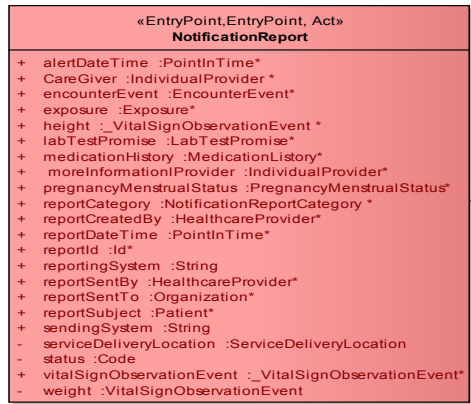 «EntryPoint,EntryPoint, Act»
NotificationReport
+ alertDateTime :PointInTime*
+ CareGiver :IndividualProvider *
+ encounterEvent :EncounterEvent*
+ exposure :Exposure*
+ height :_VitalSignObservationEvent *
+ labTestPromise :LabTestPromise*
+ medicationHistory :MedicationListory*
+ moreInformationIProvider :IndividualProvider*
+ pregnancyMenstrualStatus :PregnancyMenstrualStatus*
+ reportCategory :NotificationReportCategory *
+ reportCreatedBy :HealthcareProvider*
+ reportDateTime :PointInTime*
+ reportId :Id*
+ reportingSystem :String
+ reportSentBy :HealthcareProvider*
+ reportSentTo :Organization*
+ reportSubject :Patient*
+ sendingSystem :String
- serviceDeliveryLocation :ServiceDeliveryLocation
- status :Code
+ vitalSignObservationEvent :_VitalSignObservationEvent*
- weight :VitalSignObservationEvent